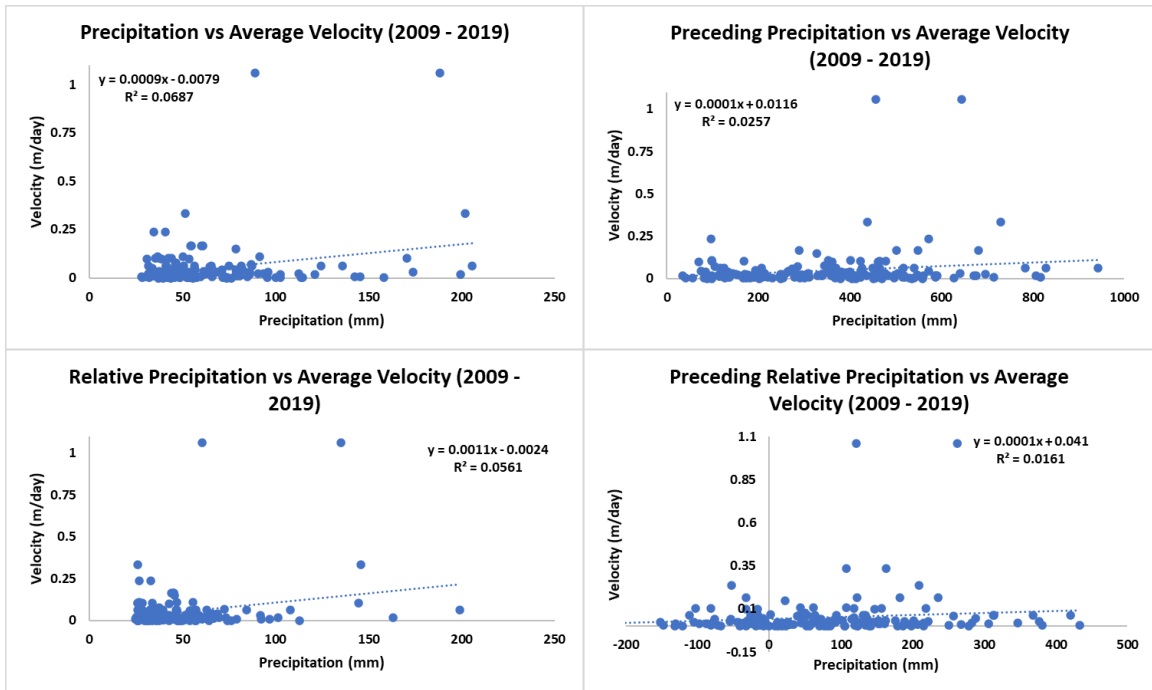 Precipitation vs Average Velocity (2009 - 2019)
y = 0.0009x - 0.0079
R² = 0.0687
Velocity (m/day)
1
0.75
0.5
0.25
0
0
50
100
150
200
250
Precipitation (mm)
Preceding Precipitation vs Average Velocity
(2009 - 2019)
y = 0.0001x + 0.0116
R² = 0.0257
Velocity (m/day)
1
0.75
0.5
0.25
0
0
200
400
600
800
1000
Precipitation (mm)
Relative Precipitation vs Average Velocity (2009 -
2019)
y = 0.0011x - 0.0024
R² = 0.0561
Velocity (m/day)
1
0.75
0.5
0.25
0
0
50
100
150
200
250
Precipitation (mm)
Preceding Relative Precipitation vs Average
Velocity (2009 - 2019)
y = 0.0001x + 0.041
R² = 0.0161
Velocity (m/day)
1.1
0.85
0.6
0.35
0.1
-0.15
-200
-100
0
100
200
300
400
500
Precipitation (mm)